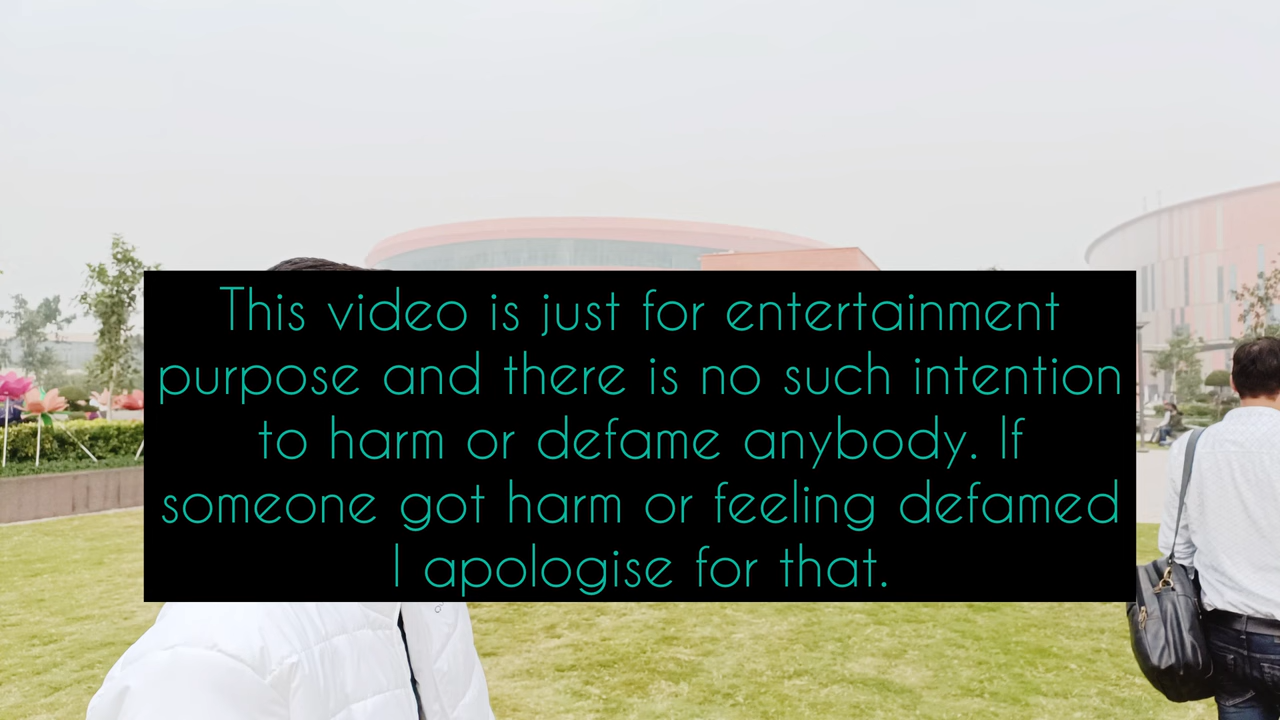 This video is just for entertainment
purpose and there is no such intention
to harm or defame anybody. If
someone got harm or feeling defamed
I apologise for that.